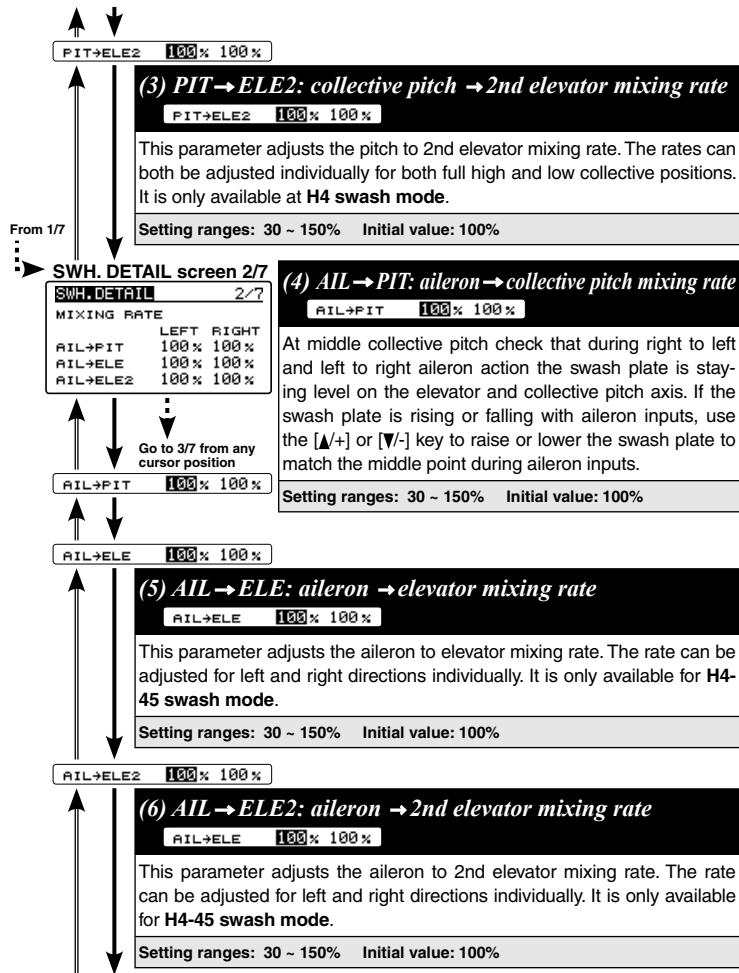 PIT→ELE2 100% 100%
(3) PIT→ELE2: collective pitch →2nd elevator mixing rate
PIT→ELE2 100% 100%
This parameter adjusts the pitch to 2nd elevator mixing rate. The rates can
both be adjusted individually for both full high and low collective positions.
It is only available at H4 swash mode.
Setting ranges: 30 ~ 150% Initial value: 100%
From 1/7
SWH. DETAIL screen 2/7
SWH.DETAIL 2/7
MIXING RATE
LEFT RIGHT
AIL→PIT 100% 100%
AIL→ELE 100% 100%
AIL→ELE2 100% 100%
Go to 3/7 from any
cursor position
AIL→PIT 100% 100%
(4) AIL→PIT: aileron→collective pitch mixing rate
AIL→PIT 100% 100%
At middle collective pitch check that during right to left
and left to right aileron action the swash plate is stay-
ing level on the elevator and collective pitch axis. If the
swash plate is rising or falling with aileron inputs, use
the [▲/+] or [▼/-] key to raise or lower the swash plate to
match the middle point during aileron inputs.
Setting ranges: 30 ~ 150% Initial value: 100%
AIL→ELE 100% 100%
(5) AIL→ELE: aileron →elevator mixing rate
AIL→ELE 100% 100%
This parameter adjusts the aileron to elevator mixing rate. The rate can be
adjusted for left and right directions individually. It is only available for H4-
45 swash mode.
Setting ranges: 30 ~ 150% Initial value: 100%
AIL→ELE2 100% 100%
(6) AIL→ELE2: aileron →2nd elevator mixing rate
AIL→ELE 100% 100%
This parameter adjusts the aileron to 2nd elevator mixing rate. The rate
can be adjusted for left and right directions individually. It is only available
for H4-45 swash mode.
Setting ranges: 30 ~ 150% Initial value: 100%